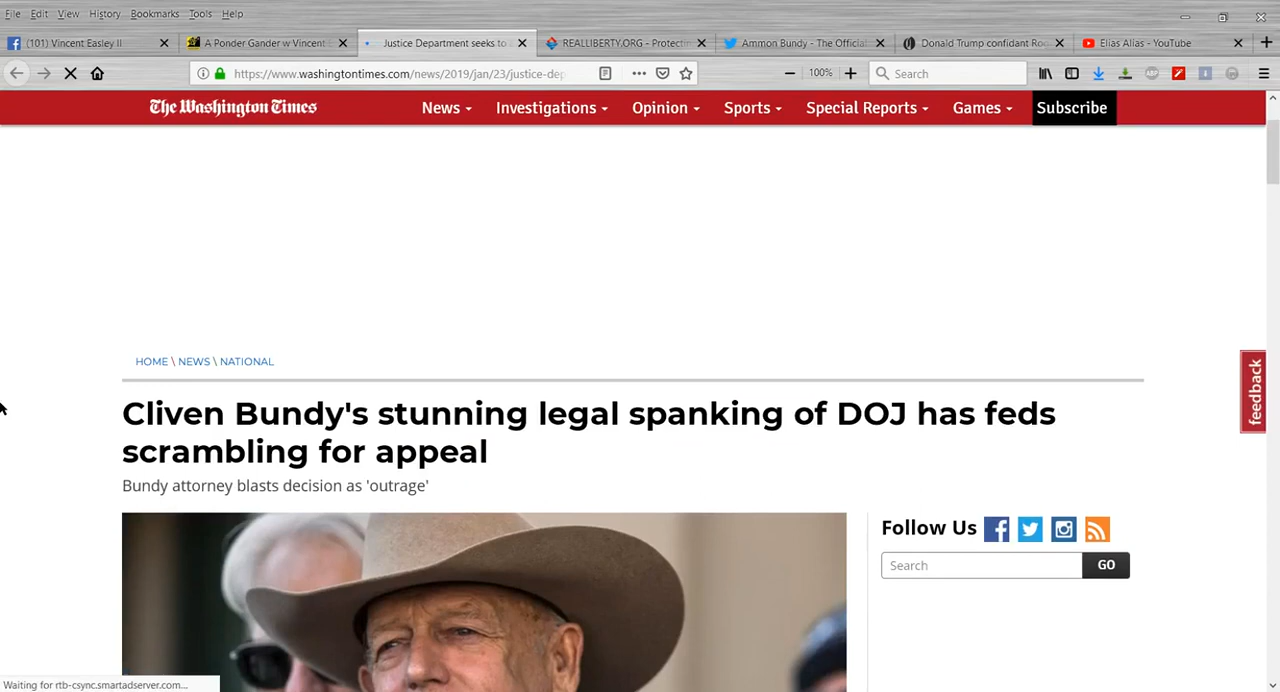 File Edit View History Bookmarks Tools Help
(101) Vincent Easley II
A Ponder Gander w Vincent
Justice Department seeks to
REALLIBERTY.ORG - Protectin
Ammon Bundy - The Official
Donald Trump confidant Ro
Elias Alias - YouTube
https://www.washingtontimes.com/news/2019/jan/23/justice-dep
100%
Search
The Washington Times
News Investigations Opinion Sports Special Reports Games Subscribe
feedback
HOME \ NEWS \ NATIONAL
Cliven Bundy's stunning legal spanking of DOJ has feds
scrambling for appeal
Bundy attorney blasts decision as 'outrage'
Follow Us
Search GO
Waiting for rtb-csync.smartadserver.com...